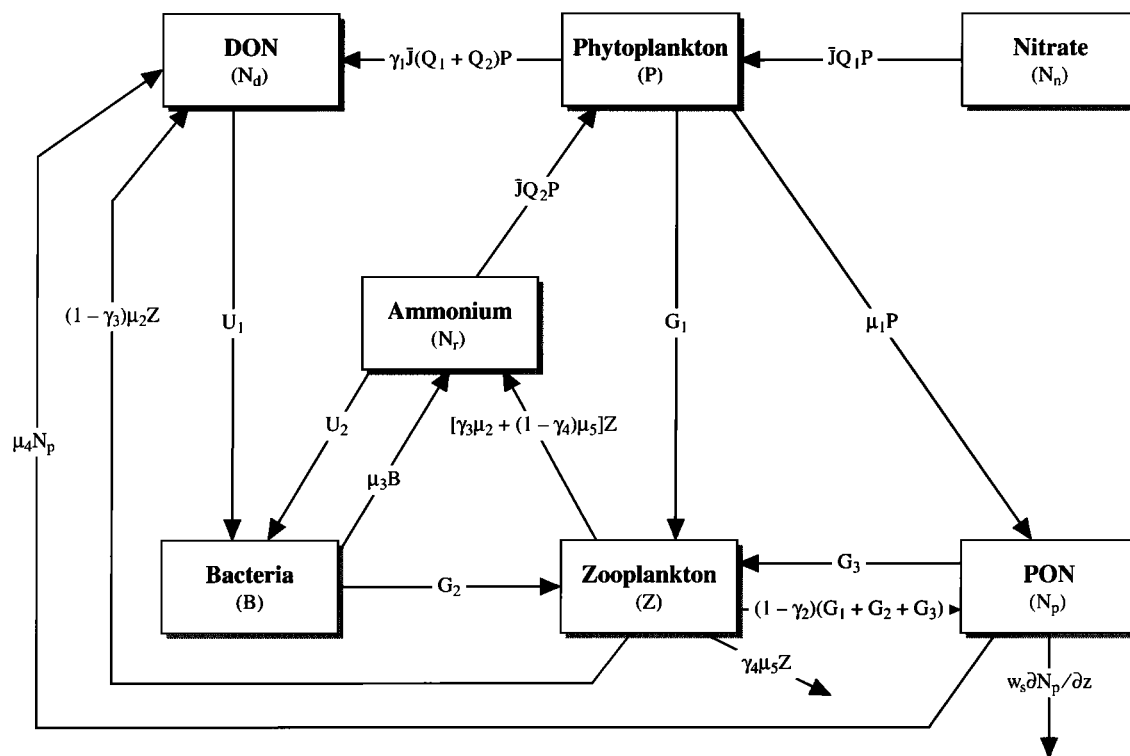 DON
(N_d)
γ₁J̄(Q₁ + Q₂)P
Phytoplankton
(P)
J̄Q₁P
Nitrate
(N_n)
J̄Q₂P
Ammonium
(N_r)
(1 – γ₃)μ₂Z
U₁
G₁
μ₁P
μ₄N_p
U₂
[γ₃μ₂ + (1 – γ₄)μ₅]Z
μ₃B
Bacteria
(B)
G₂
Zooplankton
(Z)
G₃
(1 – γ₂)(G₁ + G₂ + G₃)
PON
(N_p)
γ₄μ₅Z
w_s∂N_p/∂z